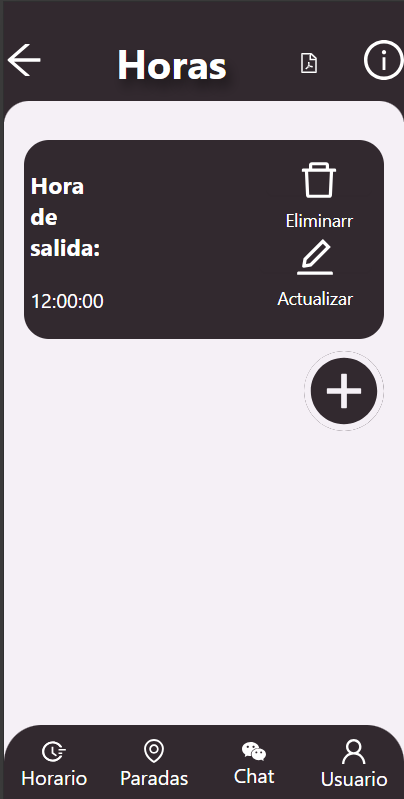 Horas
Hora
de
salida:
12:00:00
Eliminarr
Actualizar
Horario
Paradas
Chat
Usuario